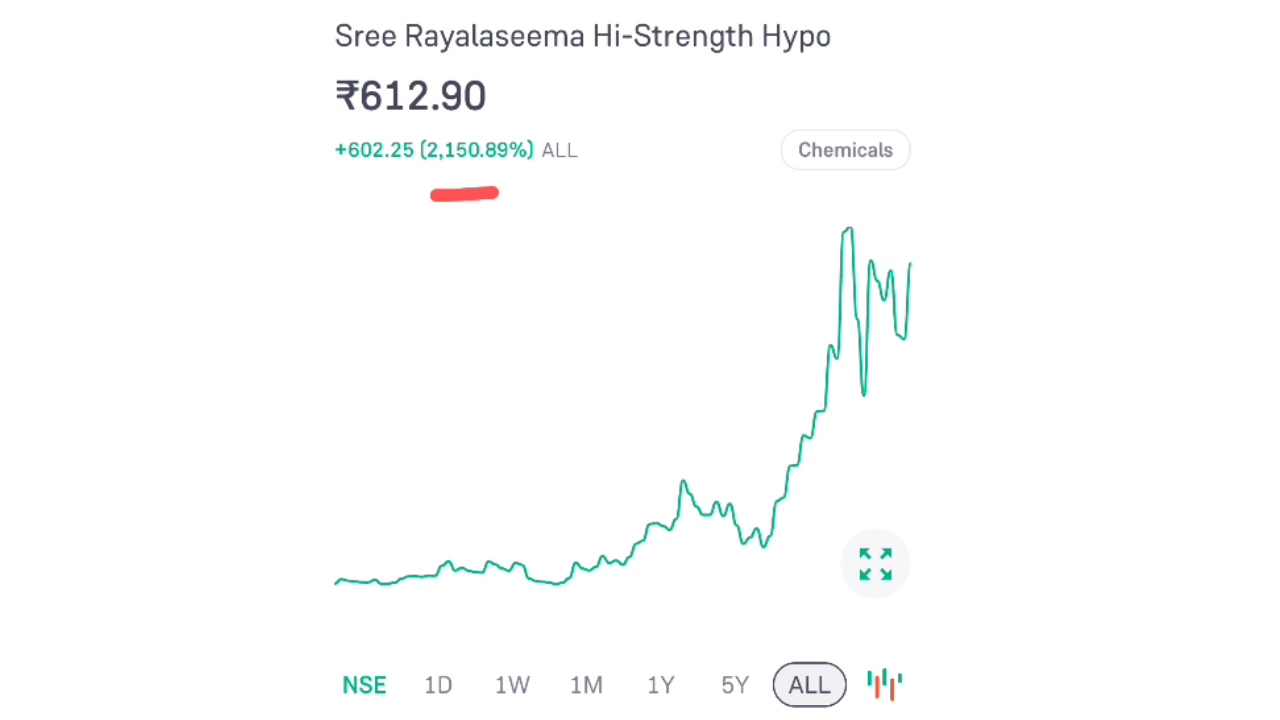 Sree Rayalaseema Hi-Strength Hypo
₹612.90
+602.25 (2,150.89%) ALL
Chemicals
NSE 1D 1W 1M 1Y 5Y ALL